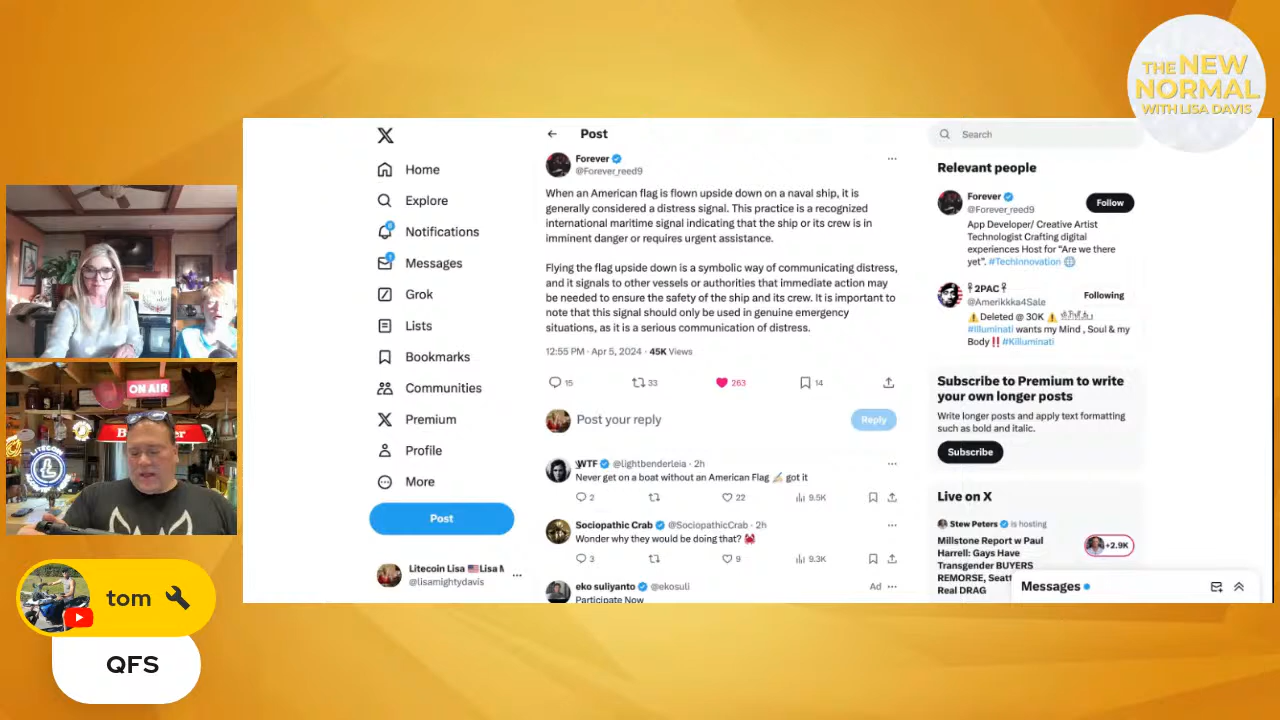 THE NEW
NORMAL
WITH LISA DAVIS
X
Home
Explore
Notifications
Messages
Grok
Lists
Bookmarks
Communities
Premium
Profile
More
Post
Litecoin Lisa 🇺🇸Lisa M
@lisamightydavis
Post
Forever
@Forever_reed9
When an American flag is flown upside down on a naval ship, it is
generally considered a distress signal. This practice is a recognized
international maritime signal indicating that the ship or its crew is in
imminent danger or requires urgent assistance.
Flying the flag upside down is a symbolic way of communicating distress,
and it signals to other vessels or authorities that immediate action may
be needed to ensure the safety of the ship and its crew. It is important to
note that this signal should only be used in genuine emergency
situations, as it is a serious communication of distress.
12:55 PM · Apr 5, 2024 · 45K Views
15 33 263 14
Post your reply
Reply
WTF @lightbenderleia · 2h
Never get on a boat without an American Flag ✍️ got it
2 22 9.5K
Sociopathic Crab @SociopathicCrab · 2h
Wonder why they would be doing that? 🦀
3 9 9.3K
eko suliyanto @ekosuli Ad
Participate Now
Search
Relevant people
Forever
@Forever_reed9
Follow
App Developer/ Creative Artist
Technologist Crafting digital
experiences Host for “Are we there
yet”. #TechInnovation 🌐
2PAC
@Amerikkka4Sale
Following
⚠️Deleted @ 30K ⚠️
#Illuminati wants my Mind , Soul & my
Body‼️#Killuminati
Subscribe to Premium to write
your own longer posts
Write longer posts and apply text formatting
such as bold and italic.
Subscribe
Live on X
Stew Peters is hosting
Millstone Report w Paul
Harrell: Gays Have
Transgender BUYERS
REMORSE, Seatt
Real DRAG
+2.9K
Messages
ON AIR
LITECOIN
tom
QFS